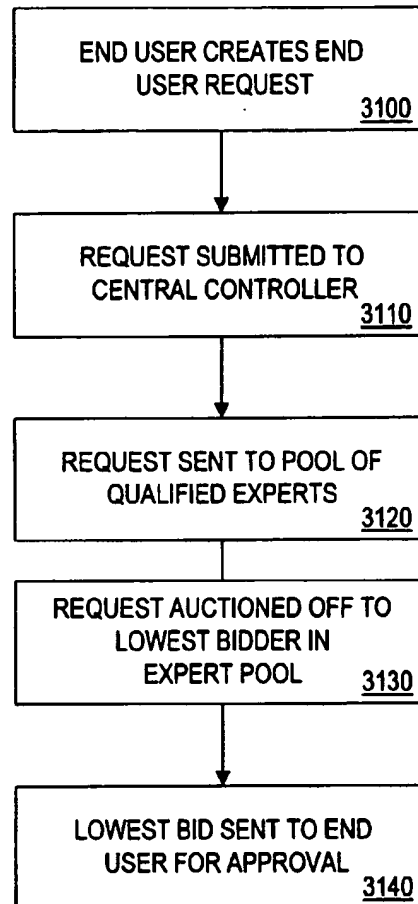 END USER CREATES END
USER REQUEST
3100
REQUEST SUBMITTED TO
CENTRAL CONTROLLER
3110
REQUEST SENT TO POOL OF
QUALIFIED EXPERTS
3120
REQUEST AUCTIONED OFF TO
LOWEST BIDDER IN
EXPERT POOL
3130
LOWEST BID SENT TO END
USER FOR APPROVAL
3140